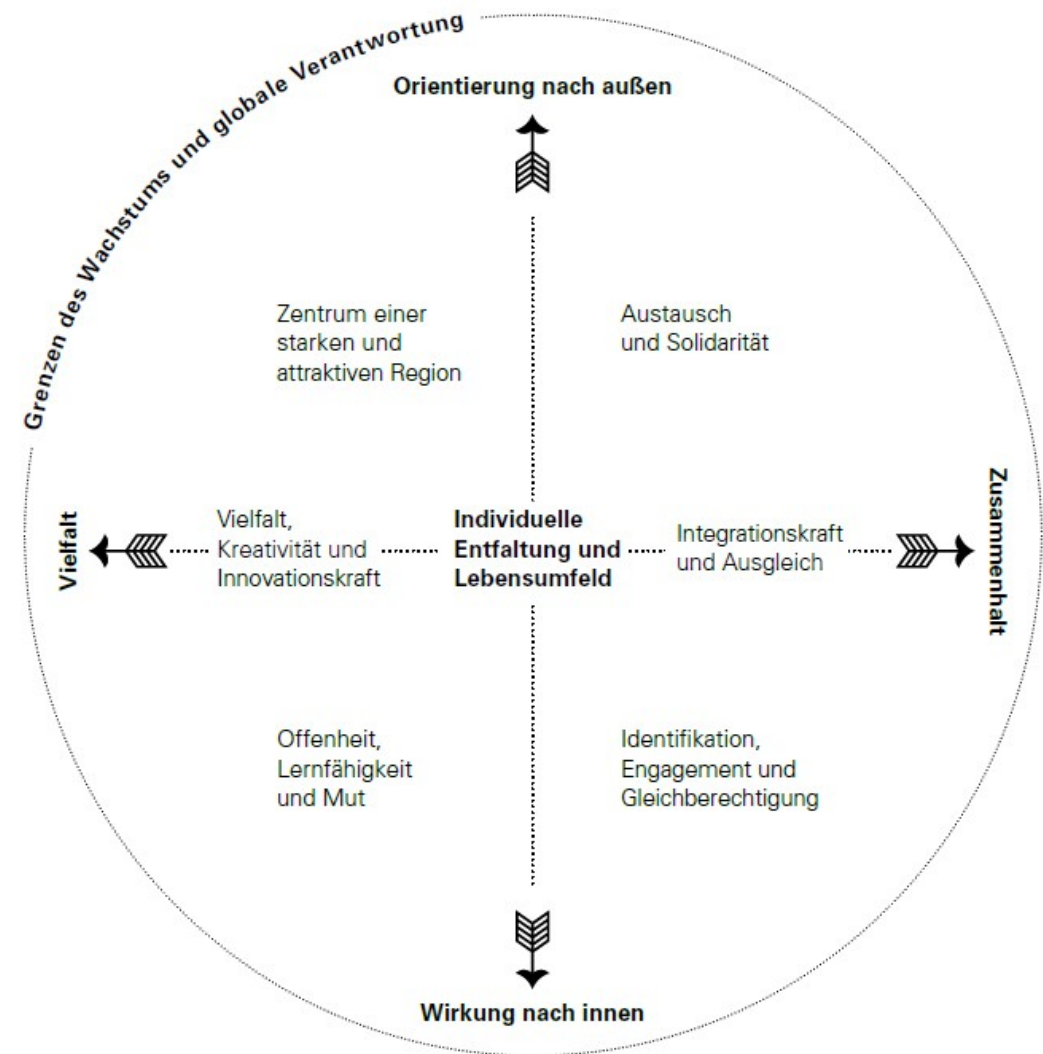 Grenzen des Wachstums und globale Verantwortung
Orientierung nach außen
Zentrum einer
starken und
attraktiven Region
Austausch
und Solidarität
Vielfalt
Vielfalt,
Kreativität und
Innovationskraft
Individuelle
Entfaltung und
Lebensumfeld
Integrationskraft
und Ausgleich
Zusammenhalt
Offenheit,
Lernfähigkeit
und Mut
Identifikation,
Engagement und
Gleichberechtigung
Wirkung nach innen